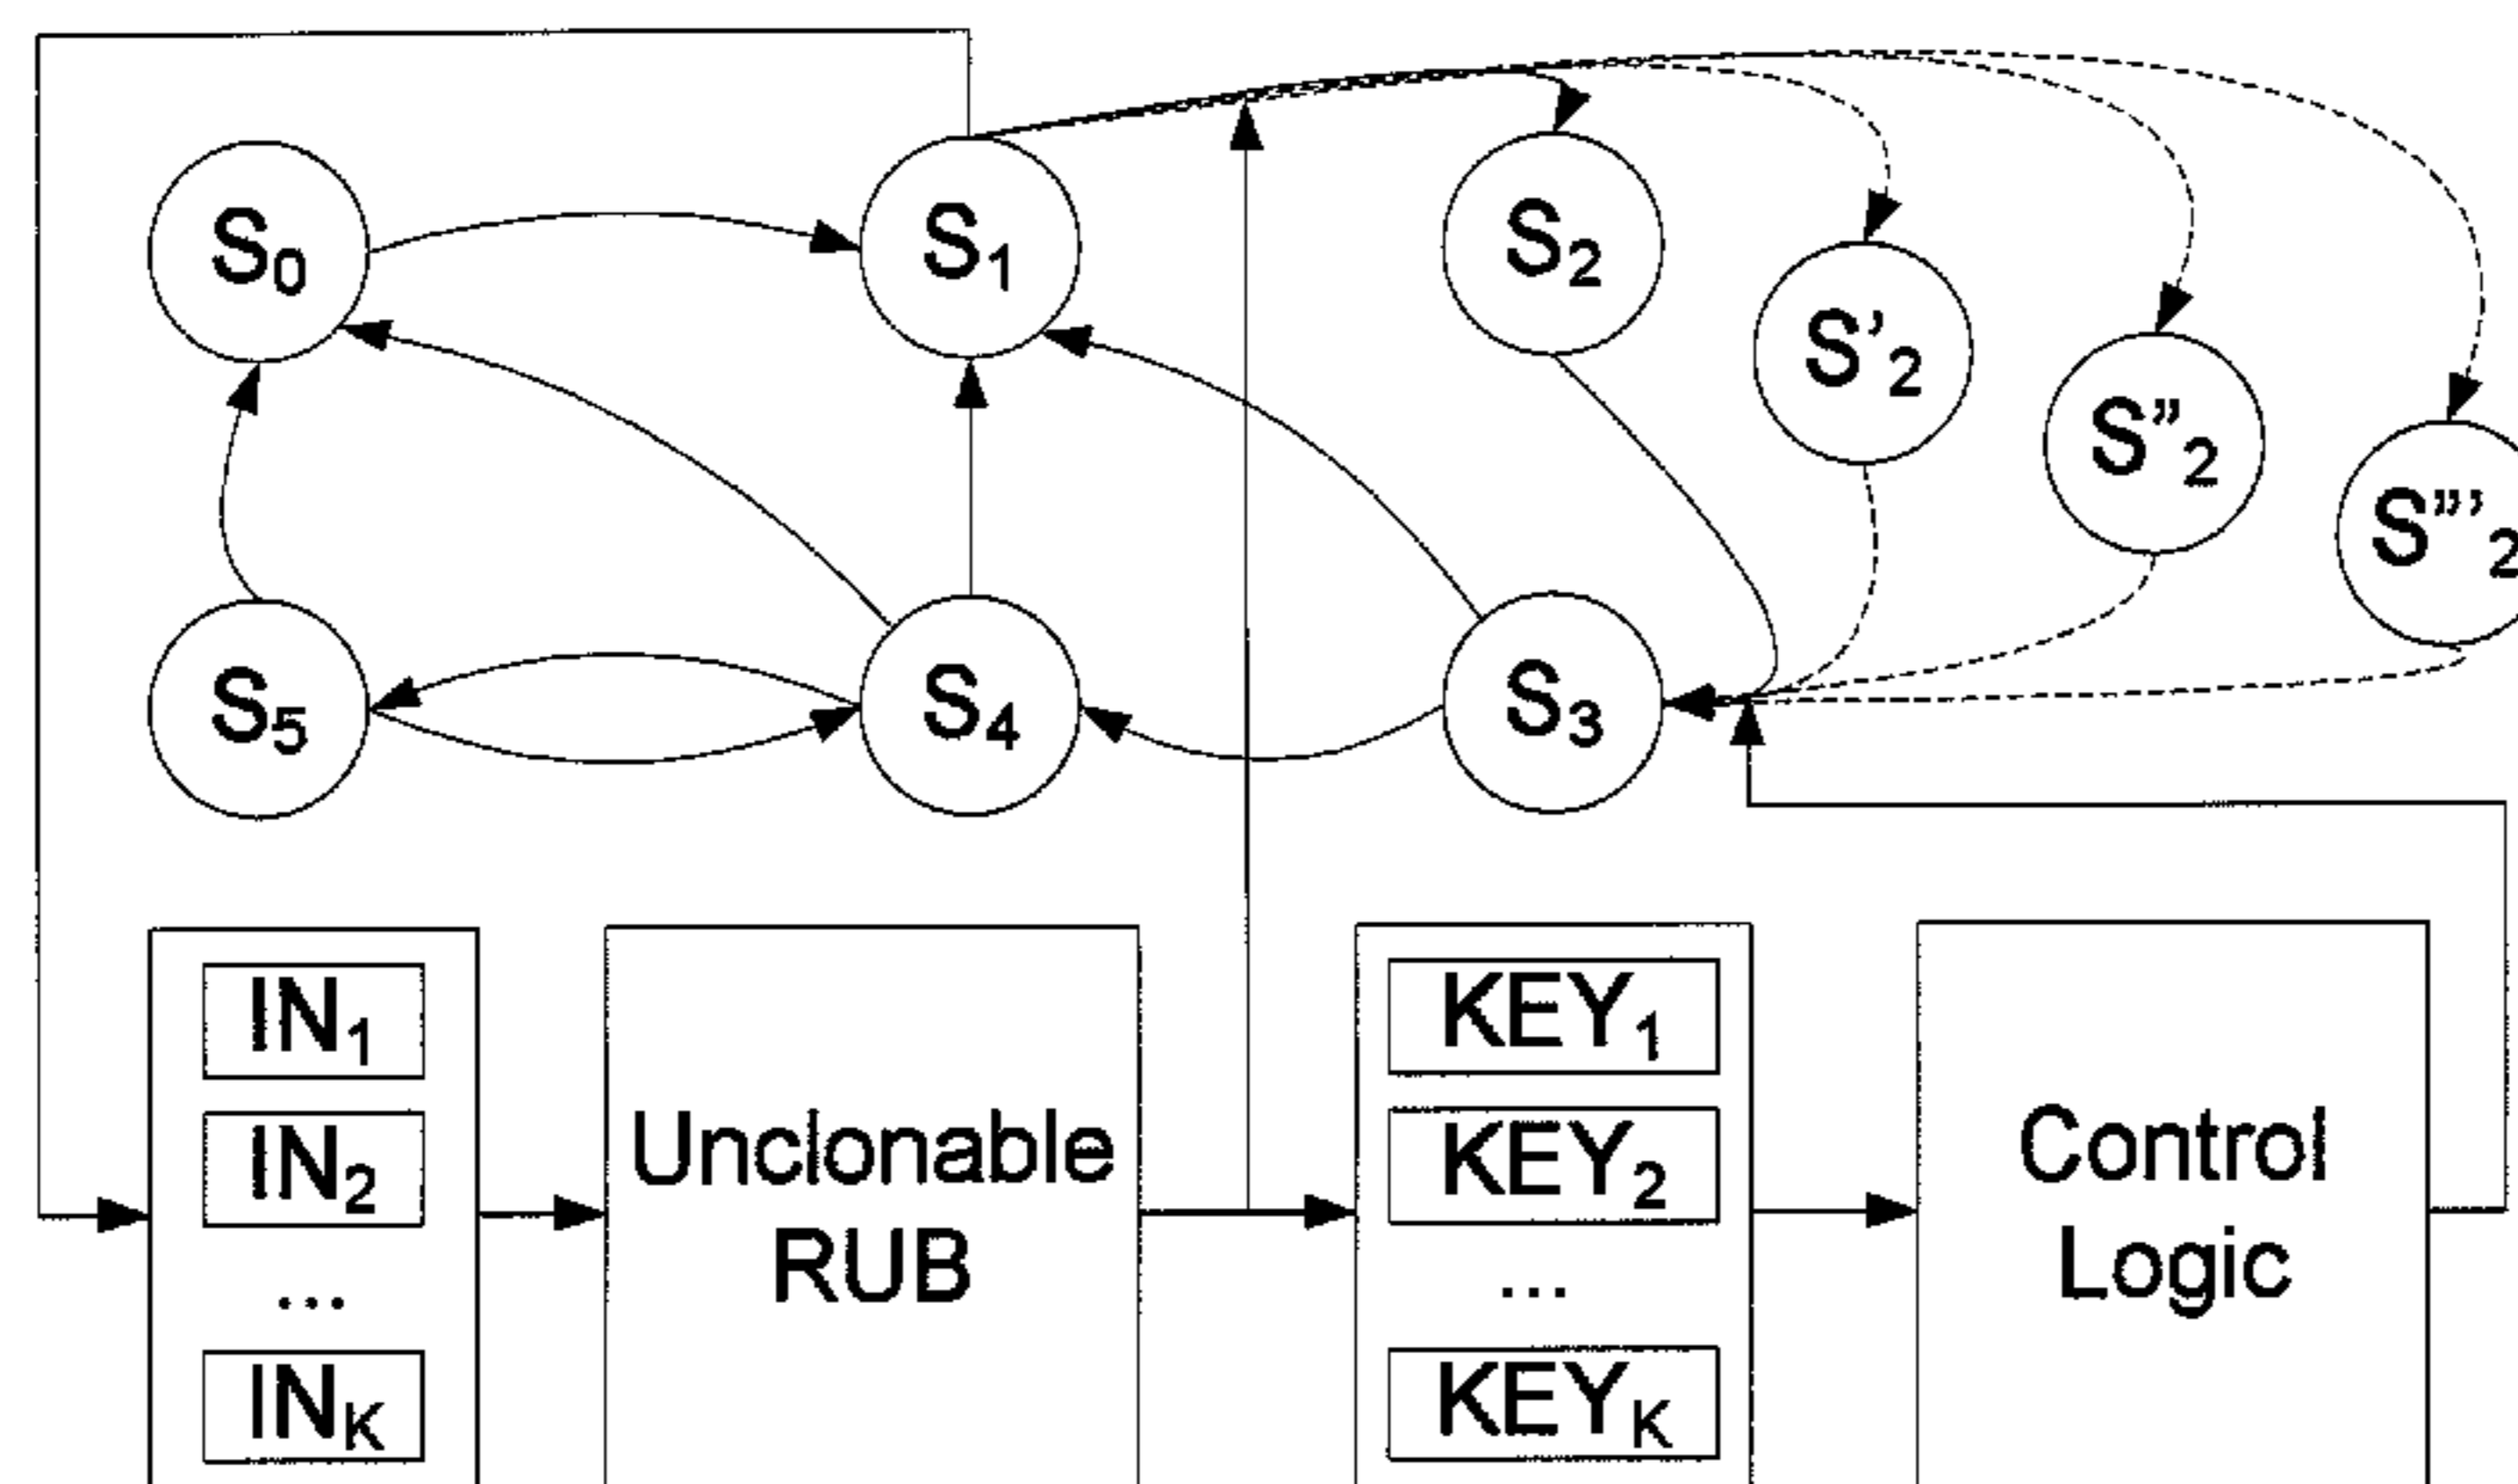 S0
S1
S2
S'2
S"2
S"'2
S5
S4
S3
IN1
IN2
...
INK
Unclonable
RUB
KEY1
KEY2
...
KEYK
Control
Logic